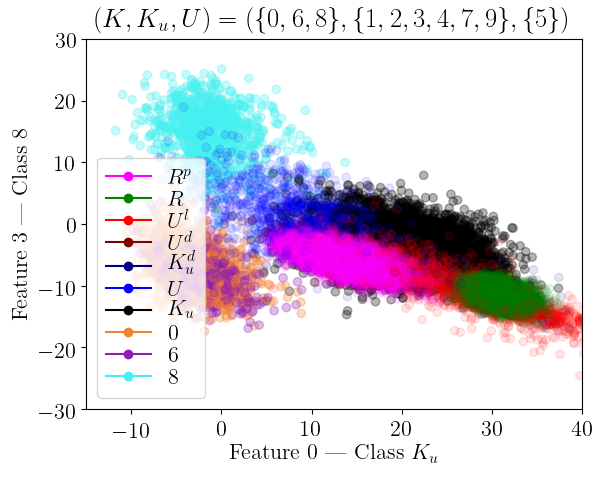 (K, K_u, U) = ({0, 6, 8}, {1, 2, 3, 4, 7, 9}, {5})
30
20
10
0
−10
−20
−30
Feature 3 — Class 8
R^p
R
U^l
U^d
K_u^d
U
K_u
0
6
8
−10 0 10 20 30 40
Feature 0 — Class K_u